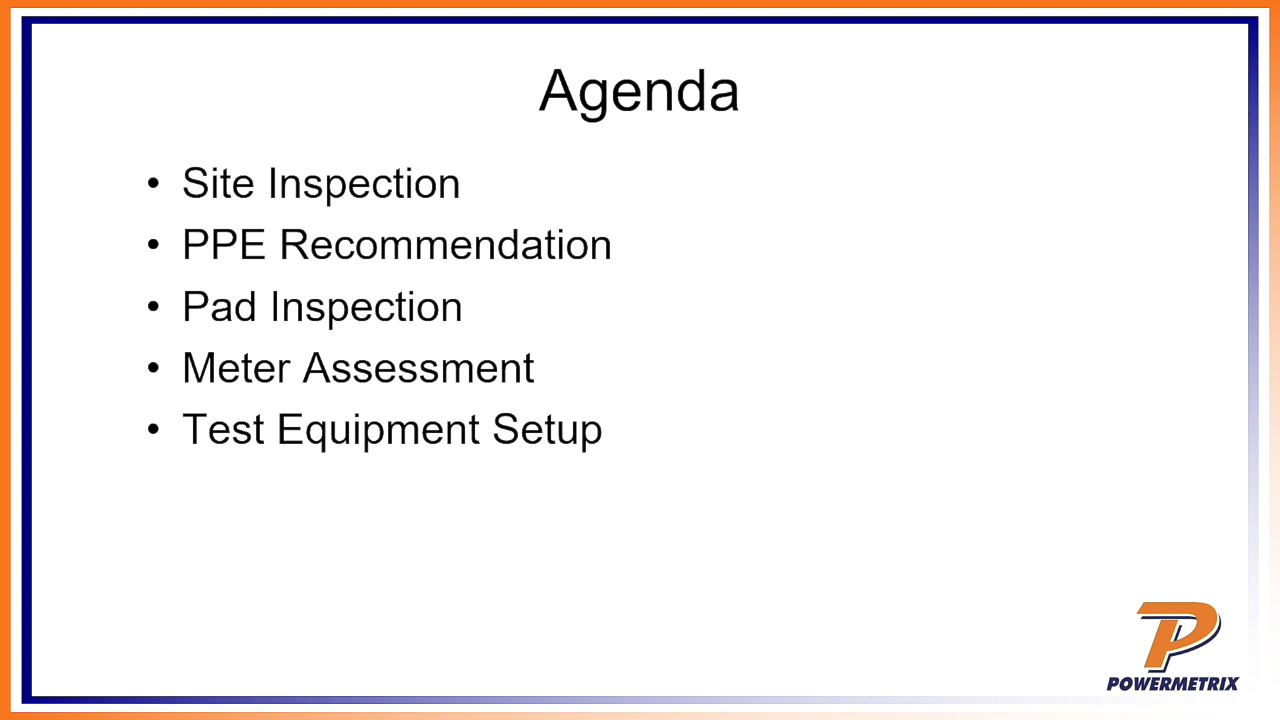 Agenda
• Site Inspection
• PPE Recommendation
• Pad Inspection
• Meter Assessment
• Test Equipment Setup
P
POWERMETRIX